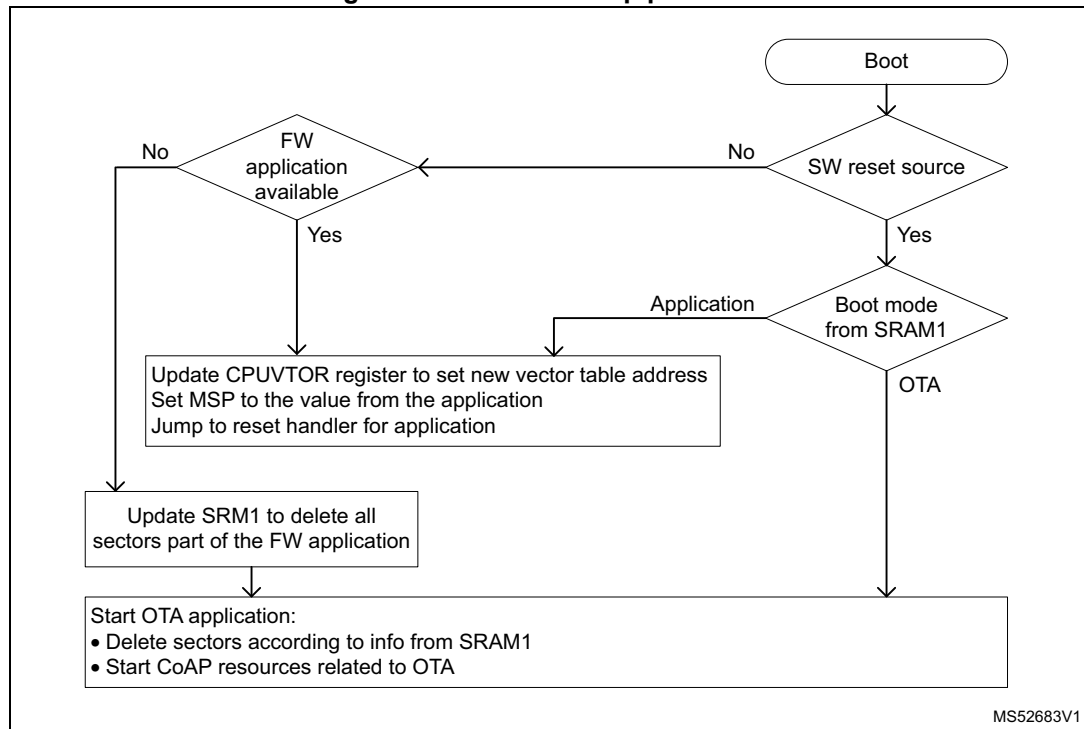 Boot
SW reset source
No
Yes
FW
application
available
No
Yes
Boot mode
from SRAM1
Application
OTA
Update CPUVTOR register to set new vector table address
Set MSP to the value from the application
Jump to reset handler for application
Update SRM1 to delete all
sectors part of the FW application
Start OTA application:
• Delete sectors according to info from SRAM1
• Start CoAP resources related to OTA
MS52683V1